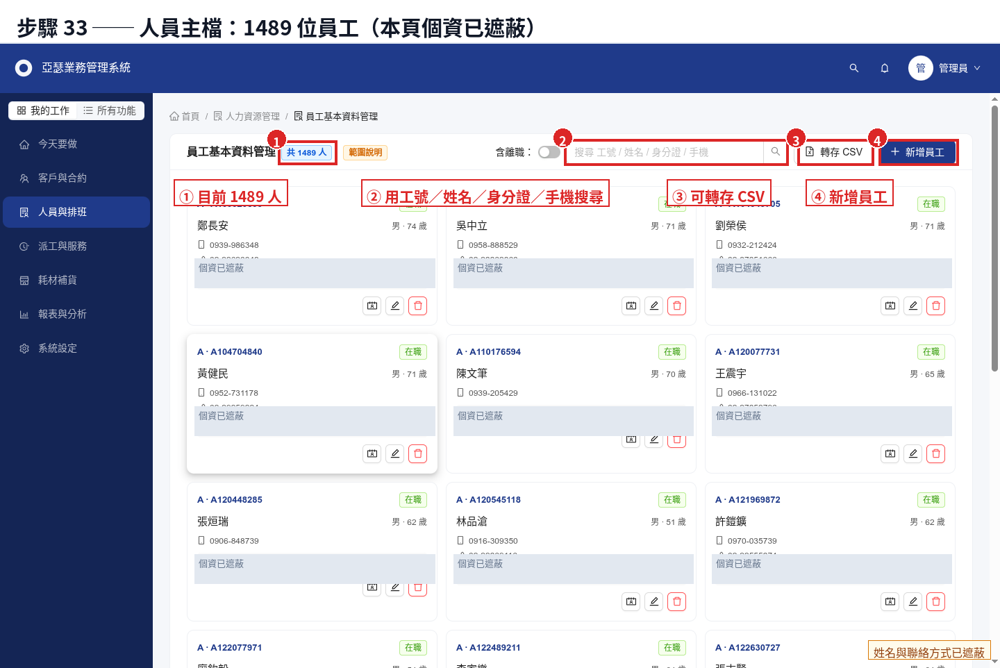 步驟 33 —— 人員主檔：1489 位員工（本頁個資已遮蔽）
亞瑟業務管理系統
管 管理員
我的工作 所有功能
今天要做
客戶與合約
人員與排班
派工與服務
耗材補貨
報表與分析
系統設定
首頁 / 人力資源管理 / 員工基本資料管理
員工基本資料管理 共 1489 人 範圍說明 含離職： 搜尋 工號 / 姓名 / 身分證 / 手機 轉存 CSV 新增員工
1 2 3 4
① 目前 1489 人 ② 用工號／姓名／身分證／手機搜尋 ③ 可轉存 CSV ④ 新增員工
在職
鄭長安 男 · 74 歲 吳中立 男 · 71 歲 劉榮侯 男 · 71 歲
0939-986348 0958-888529 0932-212424
個資已遮蔽 個資已遮蔽 個資已遮蔽
A · A104704840 在職 A · A110176594 在職 A · A120077731 在職
黃健民 男 · 71 歲 陳文筆 男 · 70 歲 王震宇 男 · 65 歲
0952-731178 0939-205429 0966-131022
個資已遮蔽 個資已遮蔽 個資已遮蔽
A · A120448285 在職 A · A120545118 在職 A · A121969872 在職
張烜瑞 男 · 62 歲 林品滄 男 · 51 歲 許鎧鑛 男 · 62 歲
0906-848739 0916-309350 0970-035739
個資已遮蔽 個資已遮蔽 個資已遮蔽
A · A122077971 在職 A · A122489211 在職 A · A122630727
姓名與聯絡方式已遮蔽